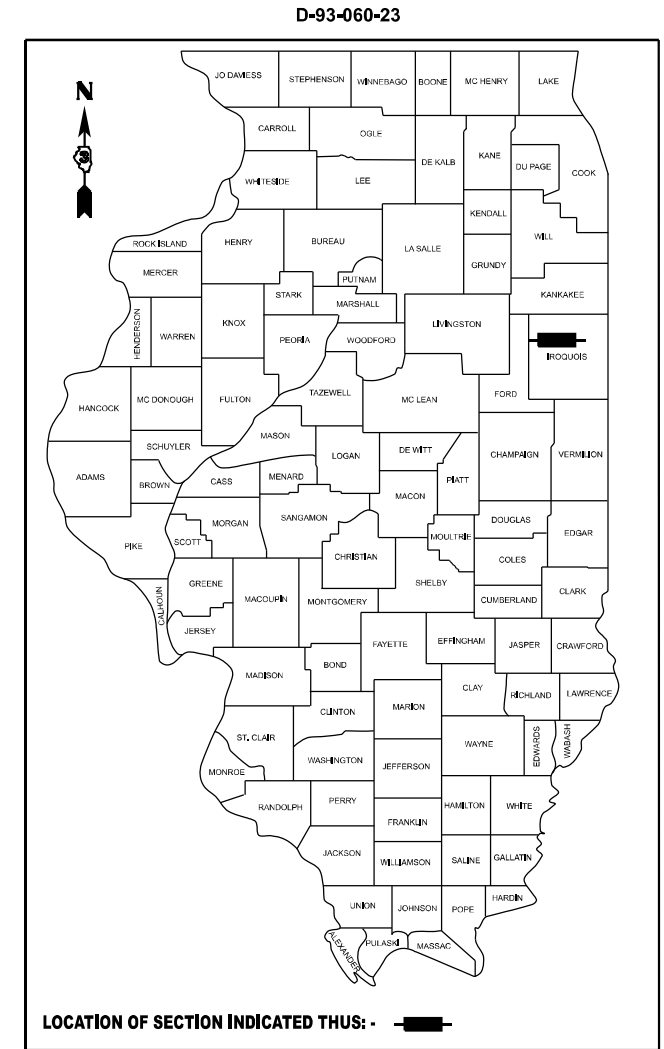 D-93-060-23
JO DAVIESS
STEPHENSON
WINNEBAGO
BOONE
MC HENRY
LAKE
N
CARROLL
OGLE
DE KALB
KANE
DU PAGE
COOK
WHITESIDE
LEE
KENDALL
WILL
ROCK ISLAND
HENRY
BUREAU
LA SALLE
GRUNDY
MERCER
PUTNAM
KANKAKEE
STARK
MARSHALL
HENDERSON
WARREN
KNOX
PEORIA
WOODFORD
LIVINGSTON
IROQUOIS
HANCOCK
MC DONOUGH
FULTON
TAZEWELL
MC LEAN
FORD
MASON
SCHUYLER
LOGAN
DE WITT
CHAMPAIGN
VERMILION
ADAMS
BROWN
CASS
MENARD
PIATT
MACON
MORGAN
SANGAMON
DOUGLAS
PIKE
SCOTT
MOULTRIE
EDGAR
CHRISTIAN
COLES
CALHOUN
GREENE
MACOUPIN
MONTGOMERY
SHELBY
CUMBERLAND
CLARK
JERSEY
FAYETTE
EFFINGHAM
JASPER
CRAWFORD
MADISON
BOND
CLAY
RICHLAND
LAWRENCE
CLINTON
MARION
ST. CLAIR
WAYNE
EDWARDS
WABASH
MONROE
WASHINGTON
JEFFERSON
RANDOLPH
PERRY
HAMILTON
WHITE
FRANKLIN
JACKSON
WILLIAMSON
SALINE
GALLATIN
UNION
JOHNSON
POPE
HARDIN
ALEXANDER
PULASKI
MASSAC
LOCATION OF SECTION INDICATED THUS: -